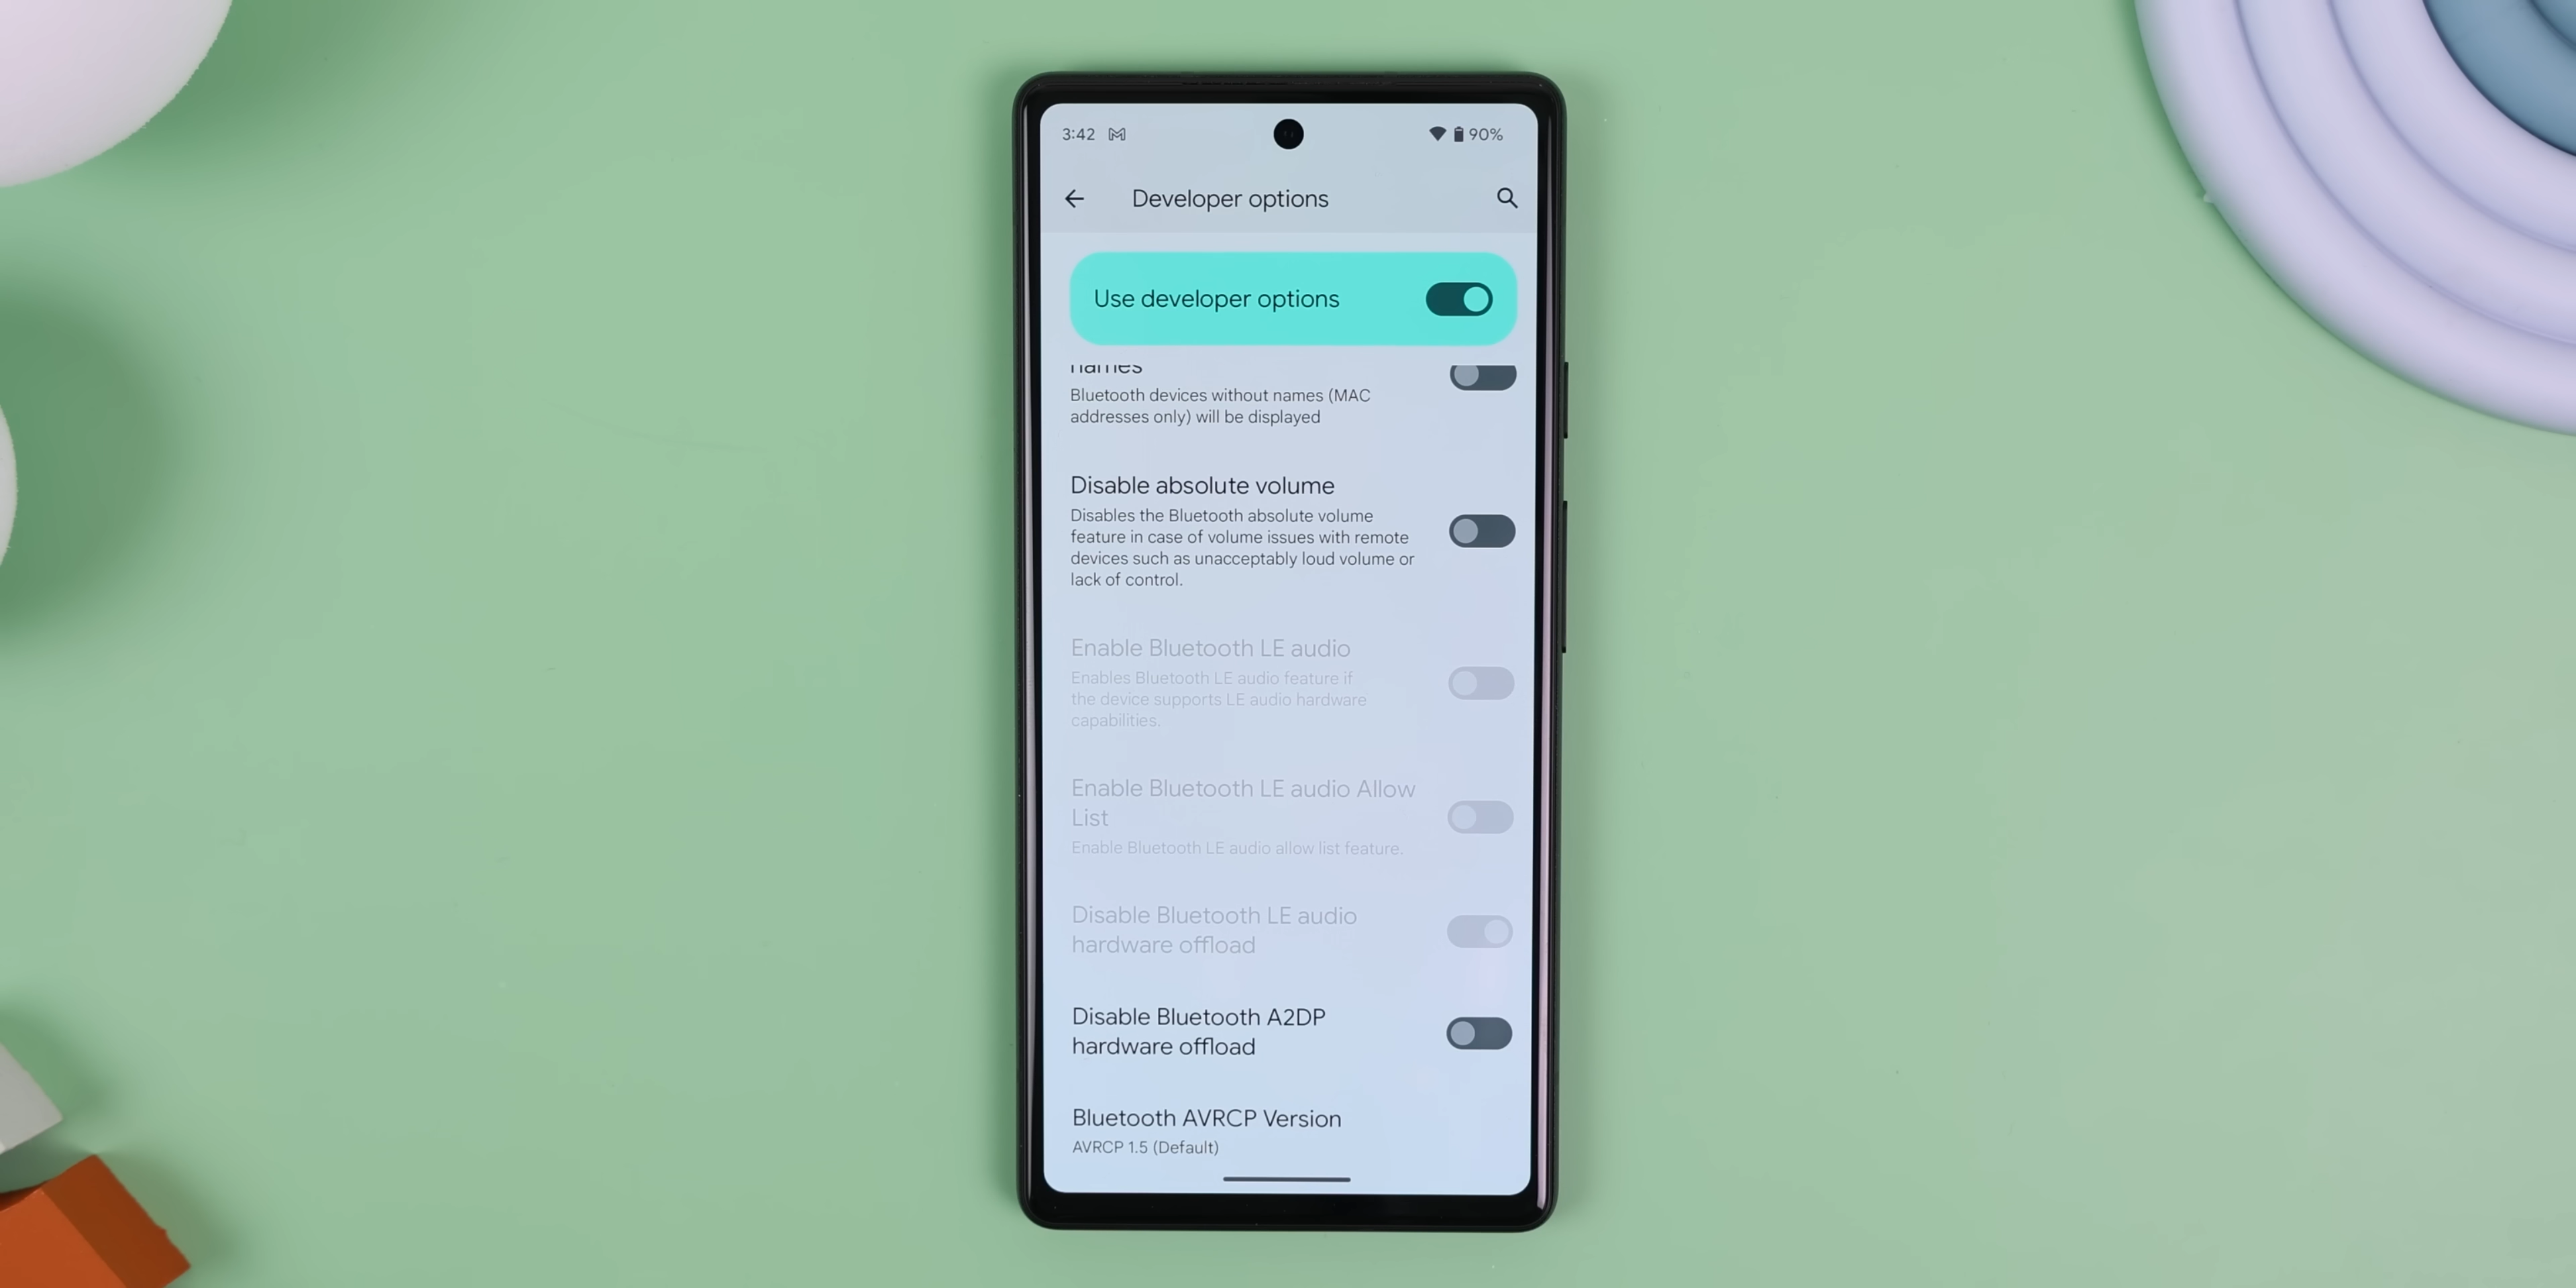 3:42
90%
Developer options
Use developer options
names
Bluetooth devices without names (MAC
addresses only) will be displayed
Disable absolute volume
Disables the Bluetooth absolute volume
feature in case of volume issues with remote
devices such as unacceptably loud volume or
lack of control.
Enable Bluetooth LE audio
Enables Bluetooth LE audio feature if
the device supports LE audio hardware
capabilities.
Enable Bluetooth LE audio Allow
List
Enable Bluetooth LE audio allow list feature.
Disable Bluetooth LE audio
hardware offload
Disable Bluetooth A2DP
hardware offload
Bluetooth AVRCP Version
AVRCP 1.5 (Default)